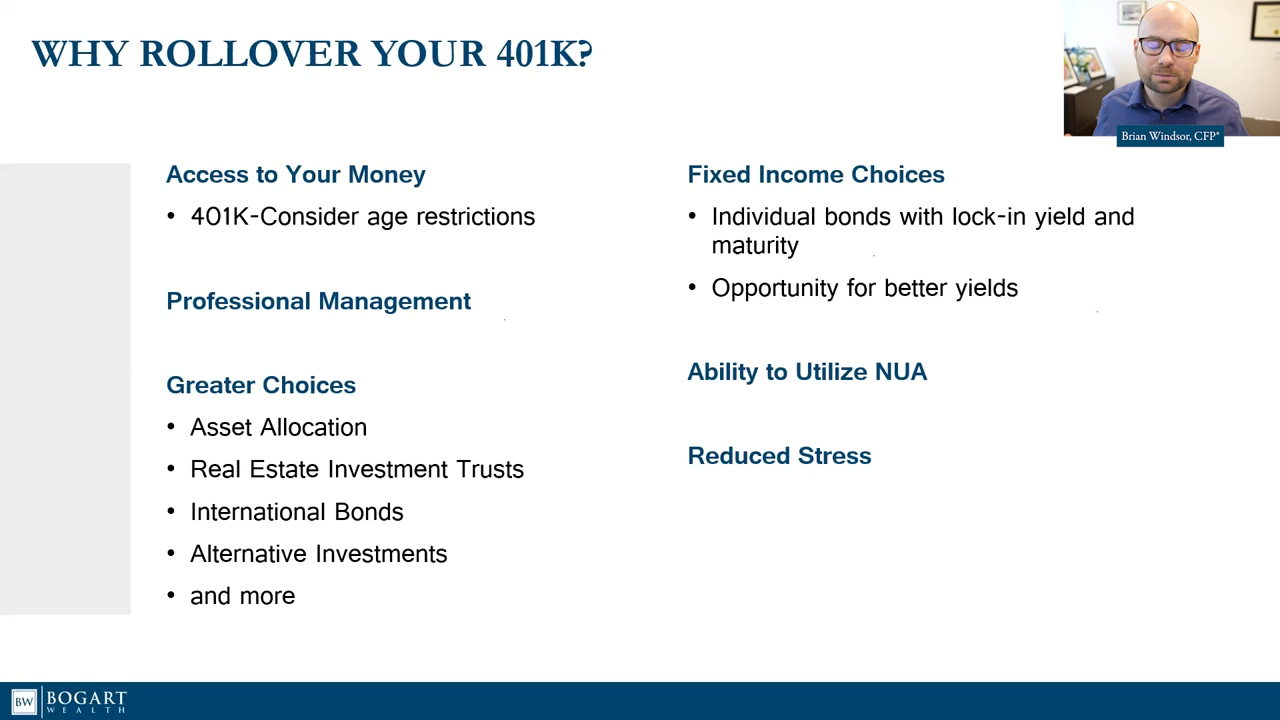 WHY ROLLOVER YOUR 401K?
Brian Windsor, CFP®
Access to Your Money
• 401K-Consider age restrictions
Professional Management
Greater Choices
• Asset Allocation
• Real Estate Investment Trusts
• International Bonds
• Alternative Investments
• and more
Fixed Income Choices
• Individual bonds with lock-in yield and
maturity
• Opportunity for better yields
Ability to Utilize NUA
Reduced Stress
BW
BOGART
WEALTH